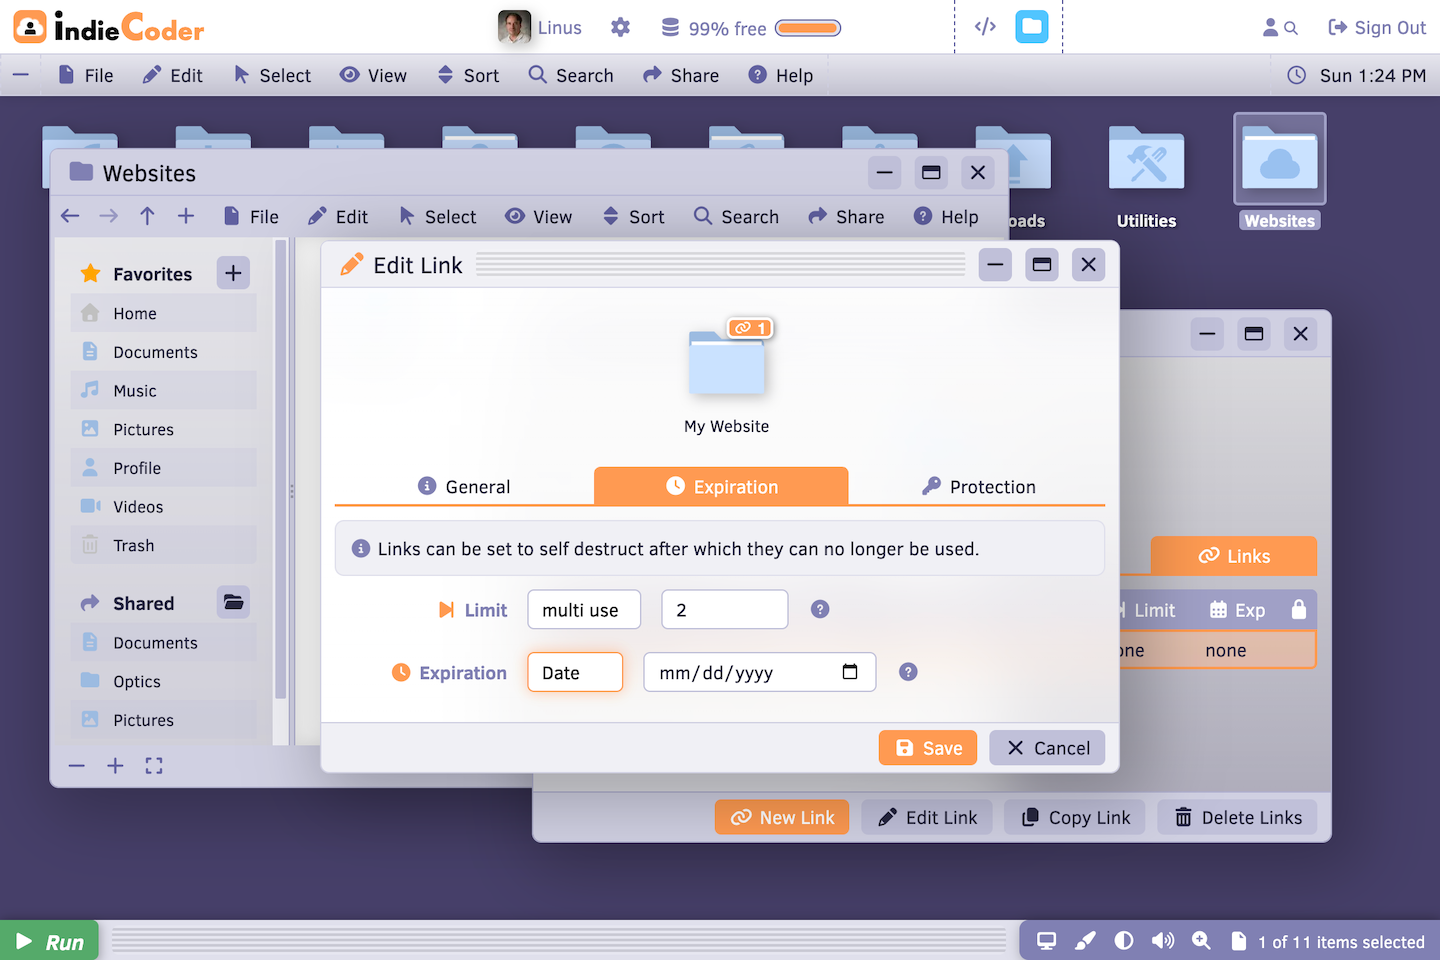 indieCoder
Linus
99% free
Sign Out
File
Edit
Select
View
Sort
Search
Share
Help
Sun 1:24 PM
Utilities
Websites
Websites
File
Edit
Select
View
Sort
Search
Share
Help
Favorites
Home
Documents
Music
Pictures
Profile
Videos
Trash
Shared
Documents
Optics
Pictures
Edit Link
1
My Website
General
Expiration
Protection
Links can be set to self destruct after which they can no longer be used.
Limit
multi use
2
Expiration
Date
mm/dd/yyyy
Save
Cancel
Links
Limit
Exp
none
New Link
Edit Link
Copy Link
Delete Links
Run
1 of 11 items selected